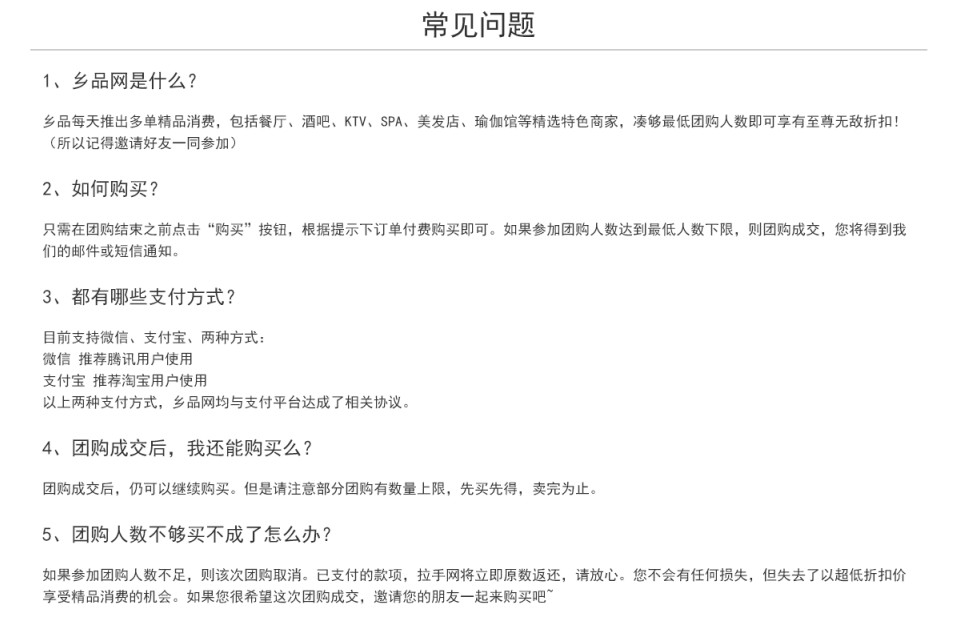 常见问题
1、乡品网是什么？
乡品每天推出多单精品消费，包括餐厅、酒吧、KTV、SPA、美发店、瑜伽馆等精选特色商家，凑够最低团购人数即可享有至尊无敌折扣！
（所以记得邀请好友一同参加）
2、如何购买？
只需在团购结束之前点击“购买”按钮，根据提示下订单付费购买即可。如果参加团购人数达到最低人数下限，则团购成交，您将得到我
们的邮件或短信通知。
3、都有哪些支付方式？
目前支持微信、支付宝、两种方式：
微信 推荐腾讯用户使用
支付宝 推荐淘宝用户使用
以上两种支付方式，乡品网均与支付平台达成了相关协议。
4、团购成交后，我还能购买么？
团购成交后，仍可以继续购买。但是请注意部分团购有数量上限，先买先得，卖完为止。
5、团购人数不够买不成了怎么办？
如果参加团购人数不足，则该次团购取消。已支付的款项，拉手网将立即原数返还，请放心。您不会有任何损失，但失去了以超低折扣价
享受精品消费的机会。如果您很希望这次团购成交，邀请您的朋友一起来购买吧~